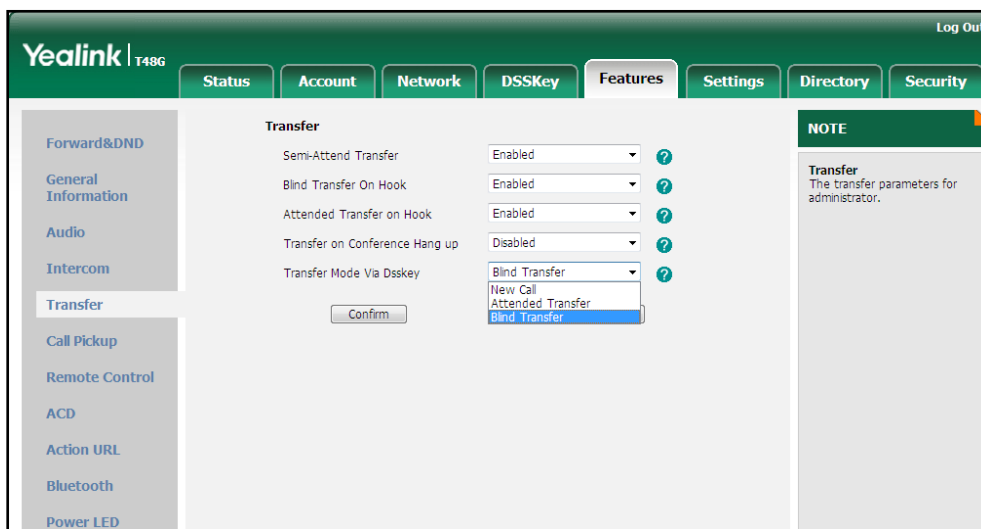 Log Out
Yealink T48G
Status Account Network DSSKey Features Settings Directory Security
Forward&DND
General
Information
Audio
Intercom
Transfer
Call Pickup
Remote Control
ACD
Action URL
Bluetooth
Power LED
Transfer
Semi-Attend Transfer Enabled ?
Blind Transfer On Hook Enabled ?
Attended Transfer on Hook Enabled ?
Transfer on Conference Hang up Disabled ?
Transfer Mode Via Dsskey Blind Transfer ?
New Call
Attended Transfer
Blind Transfer
Confirm
NOTE
Transfer
The transfer parameters for
administrator.